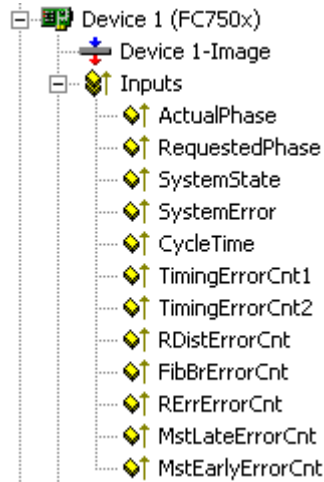 Device 1 (FC750x)
Device 1-Image
Inputs
ActualPhase
RequestedPhase
SystemState
SystemError
CycleTime
TimingErrorCnt1
TimingErrorCnt2
RDistErrorCnt
FibBrErrorCnt
RErrErrorCnt
MstLateErrorCnt
MstEarlyErrorCnt